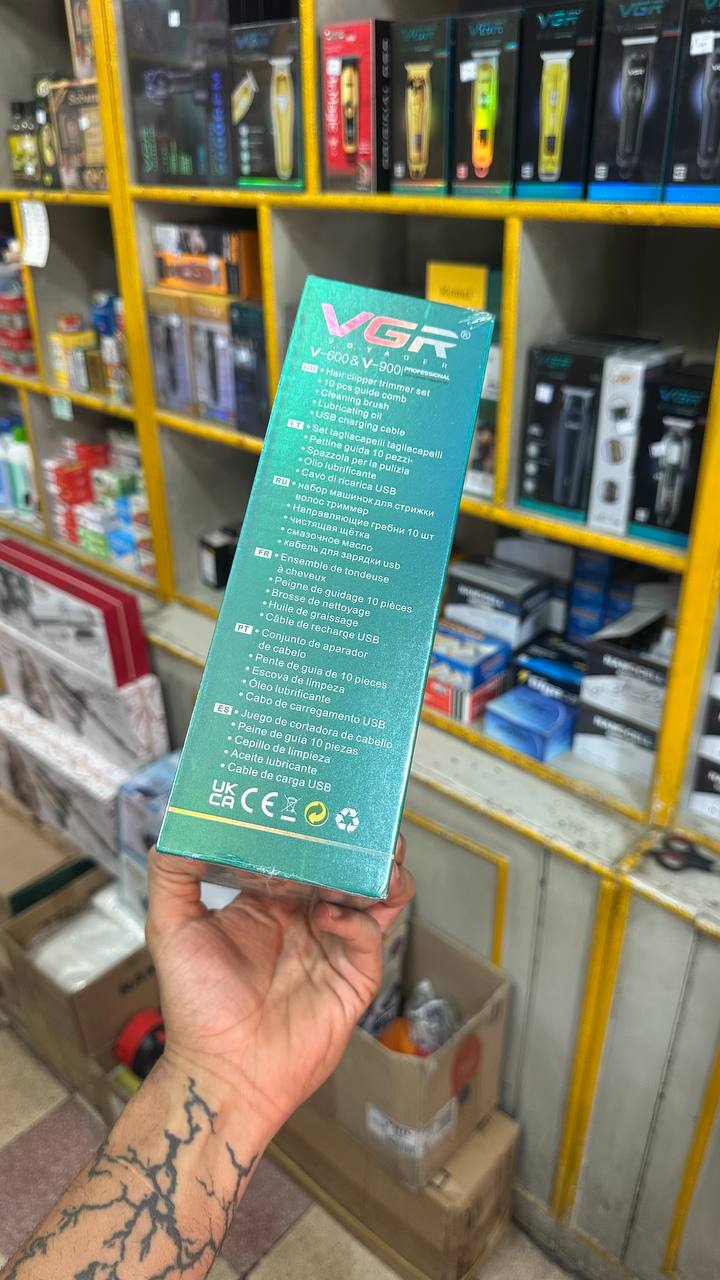 VGR
VGR
VGR
VGR
VGR
VGR®
VOYAGER
V-600 & V-900 PROFESSIONAL
• Hair clipper trimmer set
• 10 pcs guide comb
• Cleaning brush
• Lubricating oil
• USB charging cable
IT • Set tagliacapelli tagliacapelli
• Pettine guida 10 pezzi•
• Spazzola per la pulizia
• Olio lubrificante
• Cavo di ricarica USB
RU • набор машинок для стрижки
волос триммер
• Направляющие гребни 10 шт
• чистящая щётка
• смазочное масло
• кабель для зарядки usb
FR • Ensemble de tondeuse
à cheveux
• Peigne de guidage 10 pièces
• Brosse de nettoyage
• Huile de graissage
• Câble de recharge USB
PT • Conjunto de aparador
de cabelo
• Pente de guia de 10 pieces
• Escova de limpeza
• Óleo lubrificante
• Cabo de carregamento USB
ES • Juego de cortadora de cabello
• Peine de guía 10 piezas
• Cepillo de limpieza
• Aceite lubricante
• Cable de carga USB
UK
CA CE